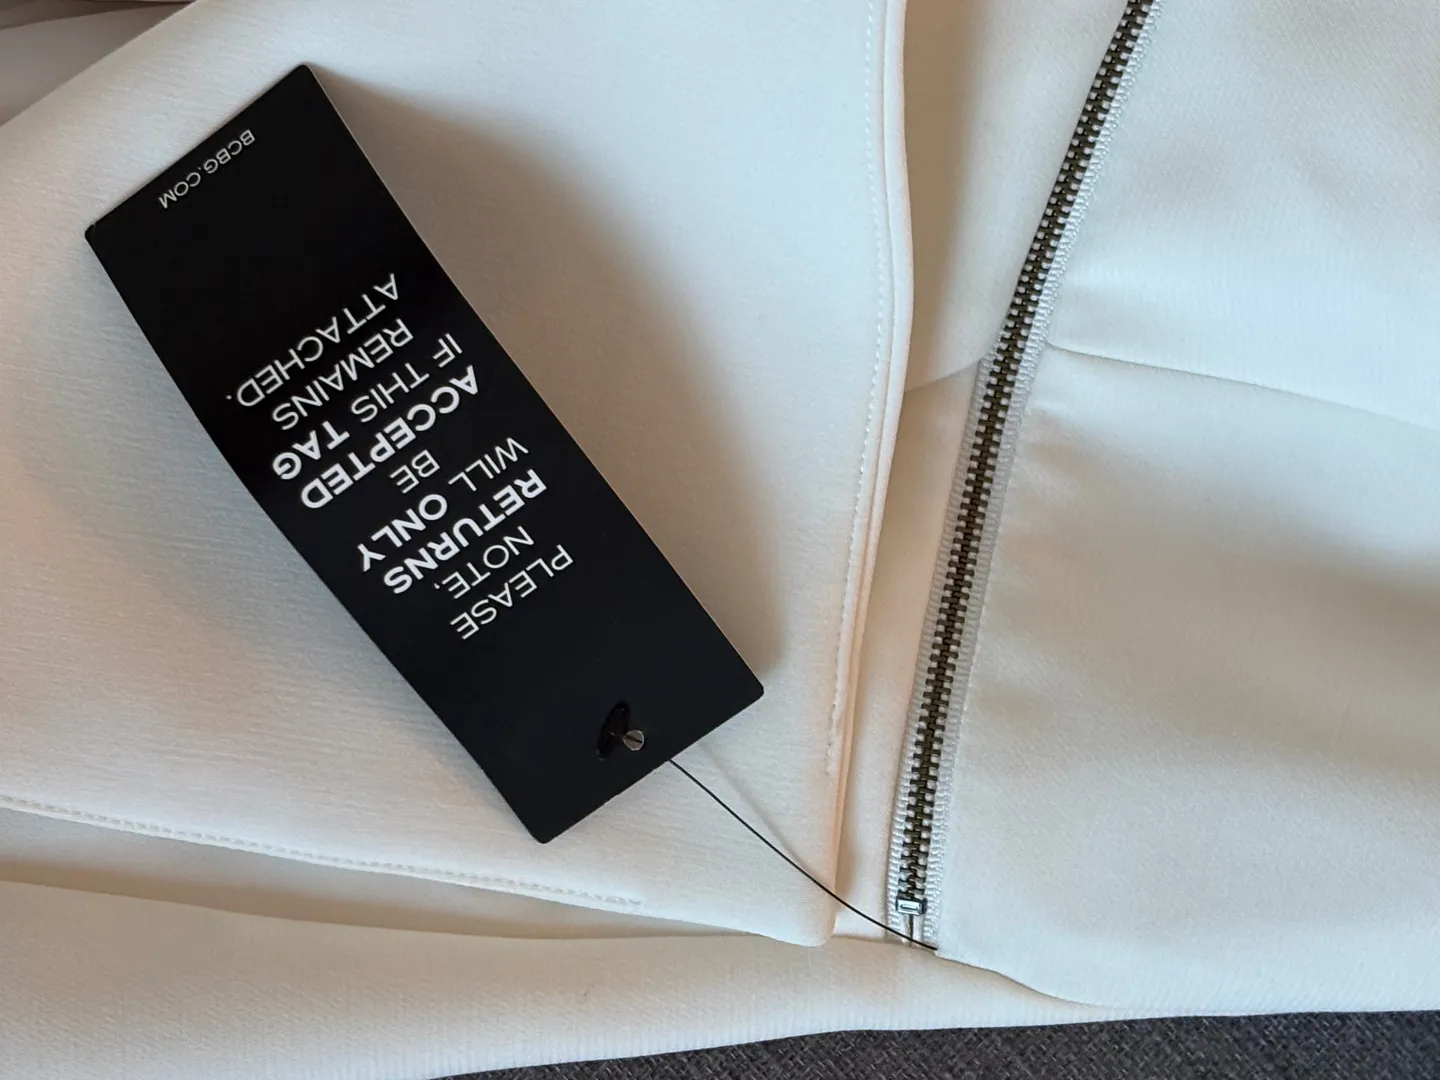 PLEASE
NOTE,
RETURNS
WILL ONLY
BE
ACCEPTED
IF THIS TAG
REMAINS
ATTACHED.
BCBG.COM